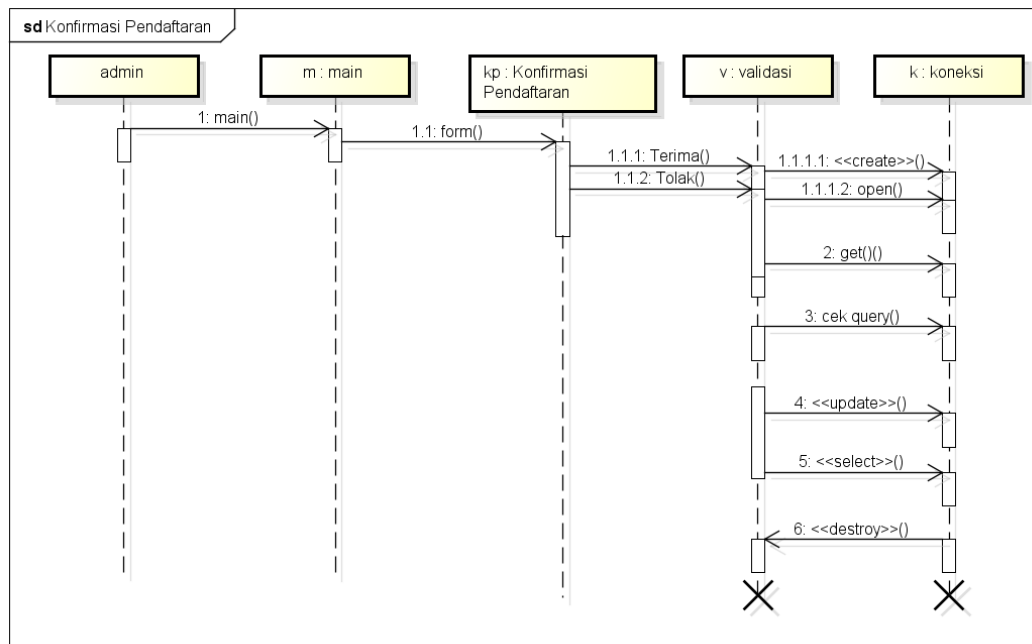 sd Konfirmasi Pendaftaran
admin
m : main
kp : Konfirmasi
Pendaftaran
v : validasi
k : koneksi
1: main()
1.1: form()
1.1.1: Terima()
1.1.1.1: <<create>>()
1.1.2: Tolak()
1.1.1.2: open()
2: get()()
3: cek query()
4: <<update>>()
5: <<select>>()
6: <<destroy>>()